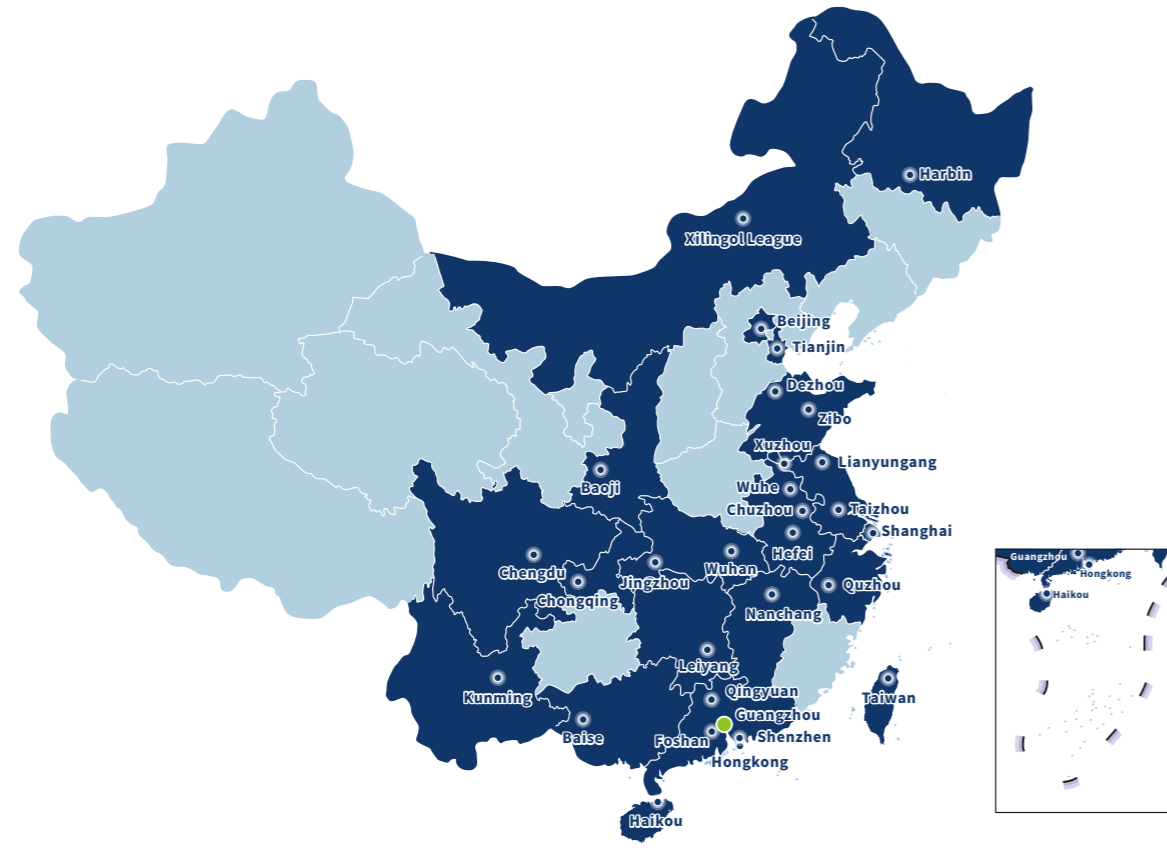 Harbin
Xilingol League
Beijing
Tianjin
Dezhou
Zibo
Xuzhou
Lianyungang
Baoji
Wuhe
Chuzhou
Taizhou
Shanghai
Hefei
Chengdu
Wuhan
Jingzhou
Quzhou
Chongqing
Nanchang
Leiyang
Kunming
Qingyuan
Taiwan
Guangzhou
Baise
Foshan
Shenzhen
Hongkong
Haikou
Guangzhou
Hongkong
Haikou